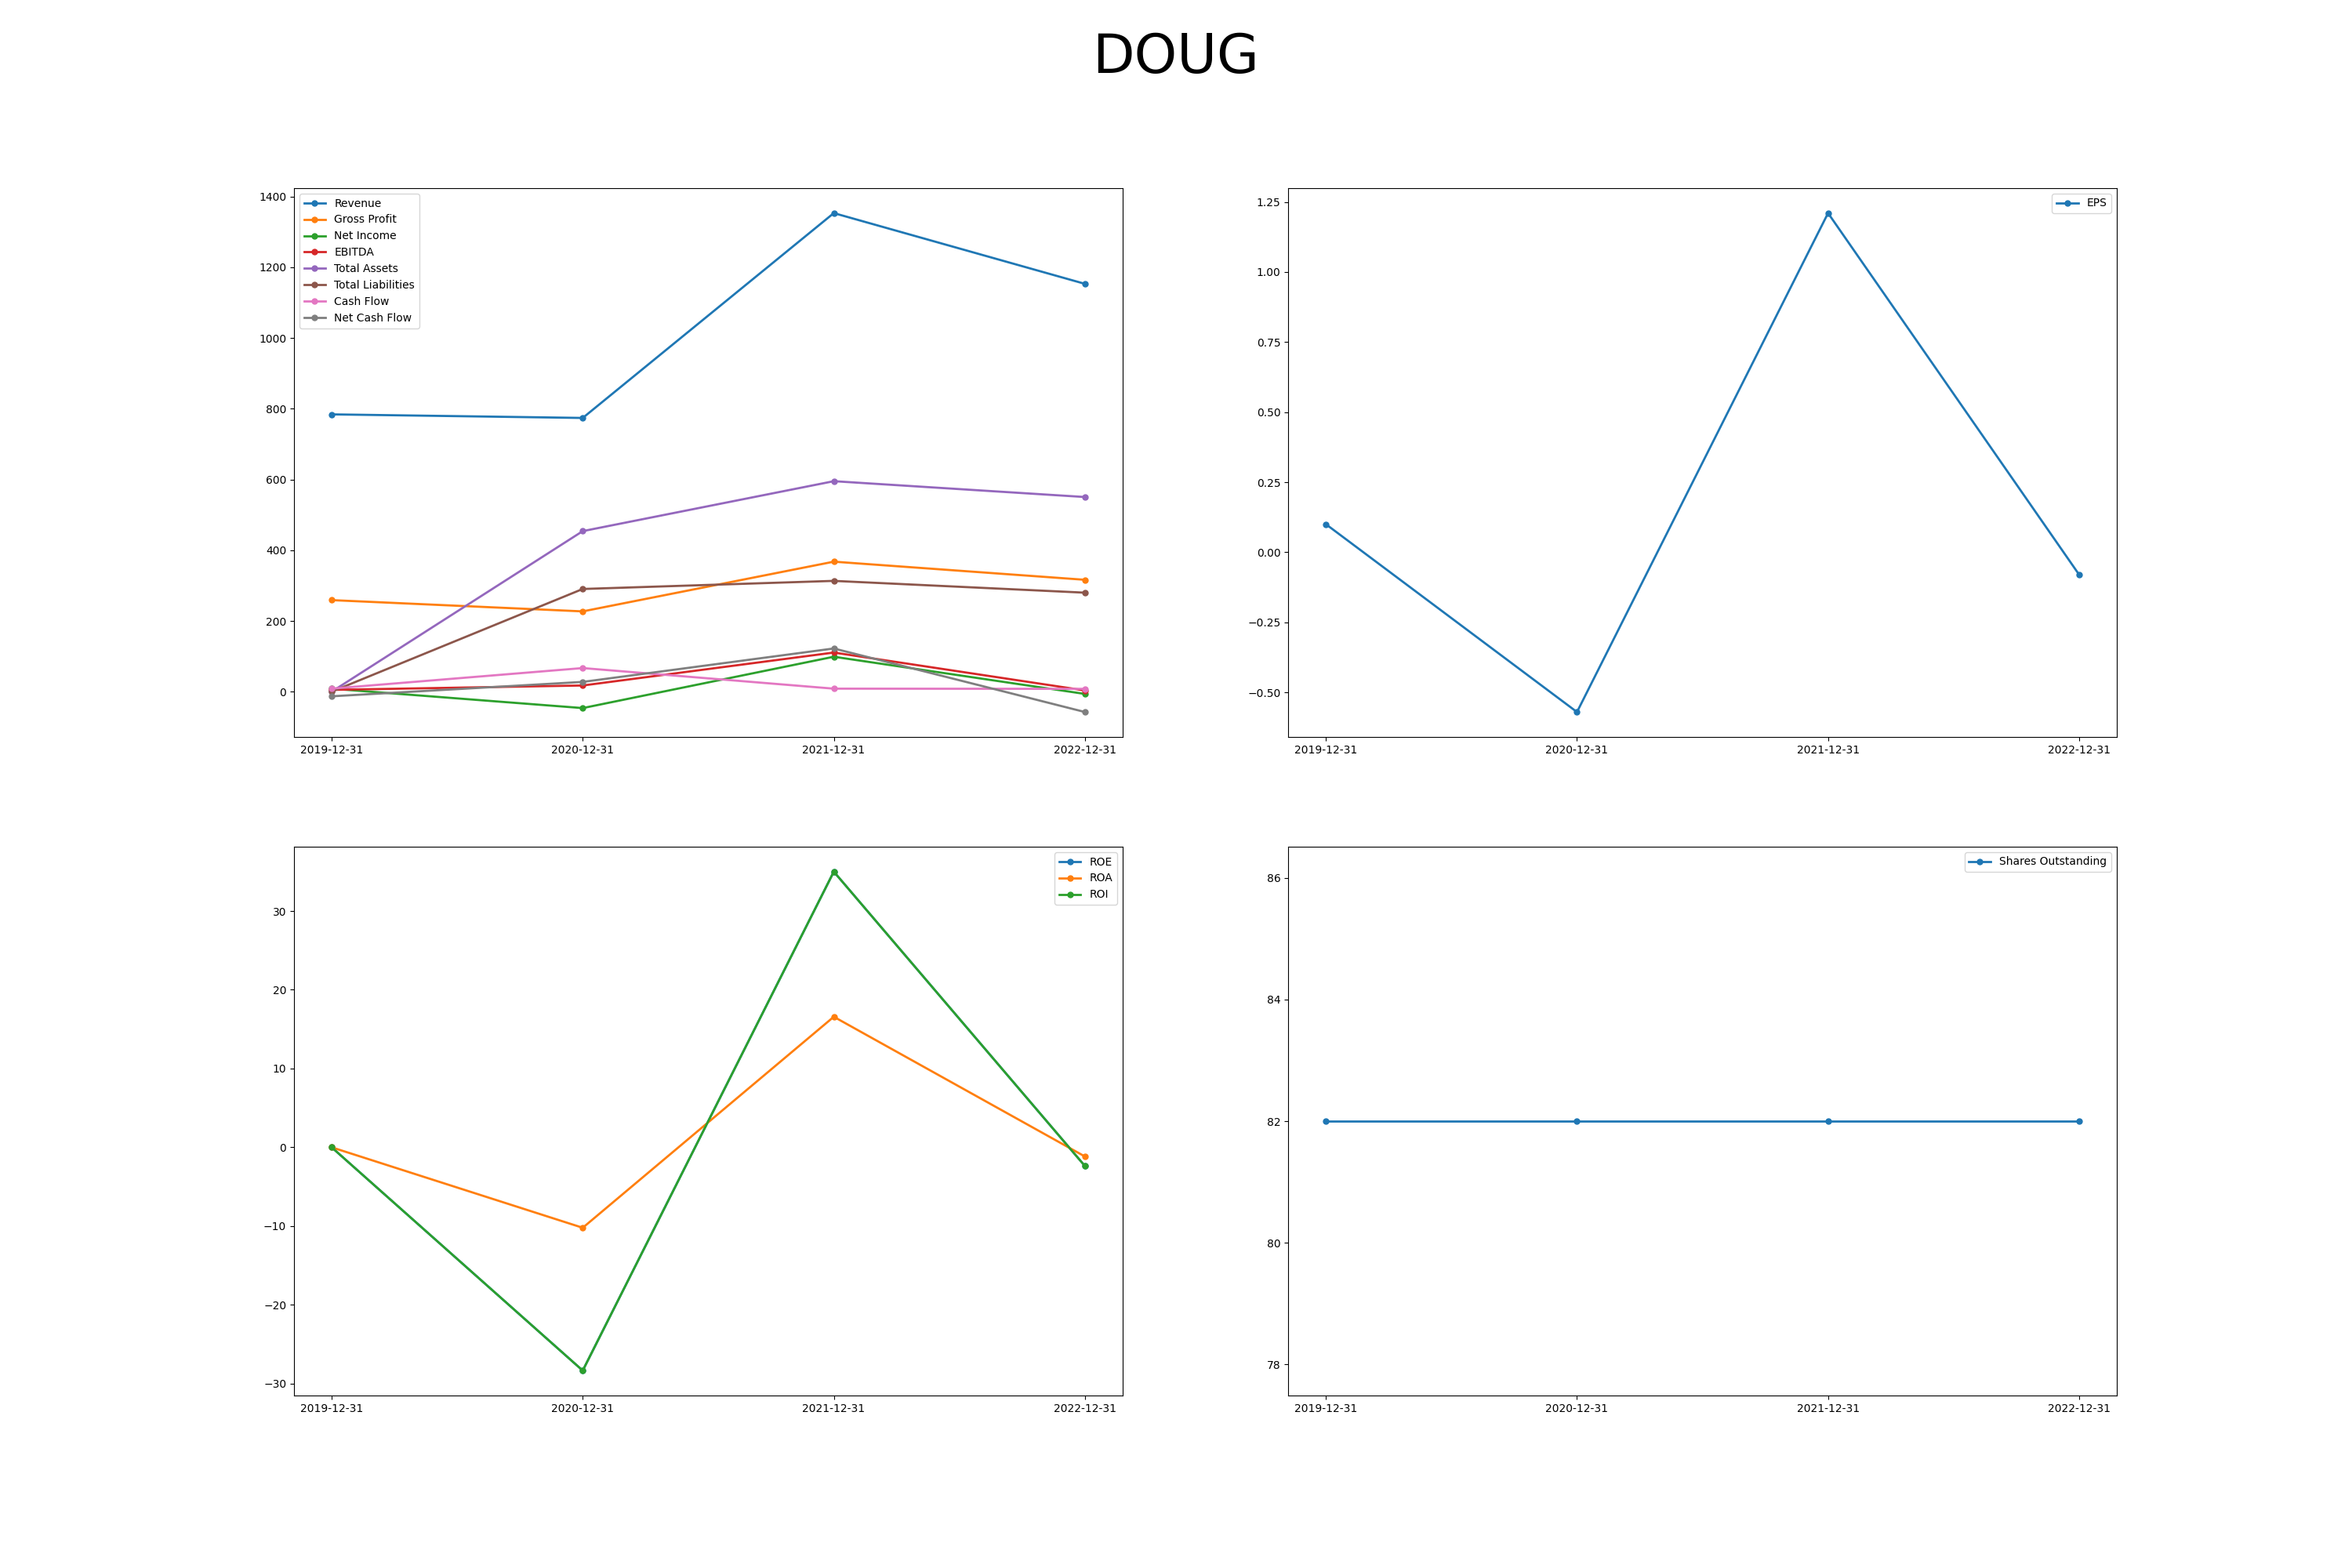 DOUG
1400
1200
1000
800
600
400
200
0
Revenue
Gross Profit
Net Income
EBITDA
Total Assets
Total Liabilities
Cash Flow
Net Cash Flow
2019-12-31 2020-12-31 2021-12-31 2022-12-31
1.25
1.00
0.75
0.50
0.25
0.00
−0.25
−0.50
EPS
2019-12-31 2020-12-31 2021-12-31 2022-12-31
30
20
10
0
−10
−20
−30
ROE
ROA
ROI
2019-12-31 2020-12-31 2021-12-31 2022-12-31
86
84
82
80
78
Shares Outstanding
2019-12-31 2020-12-31 2021-12-31 2022-12-31